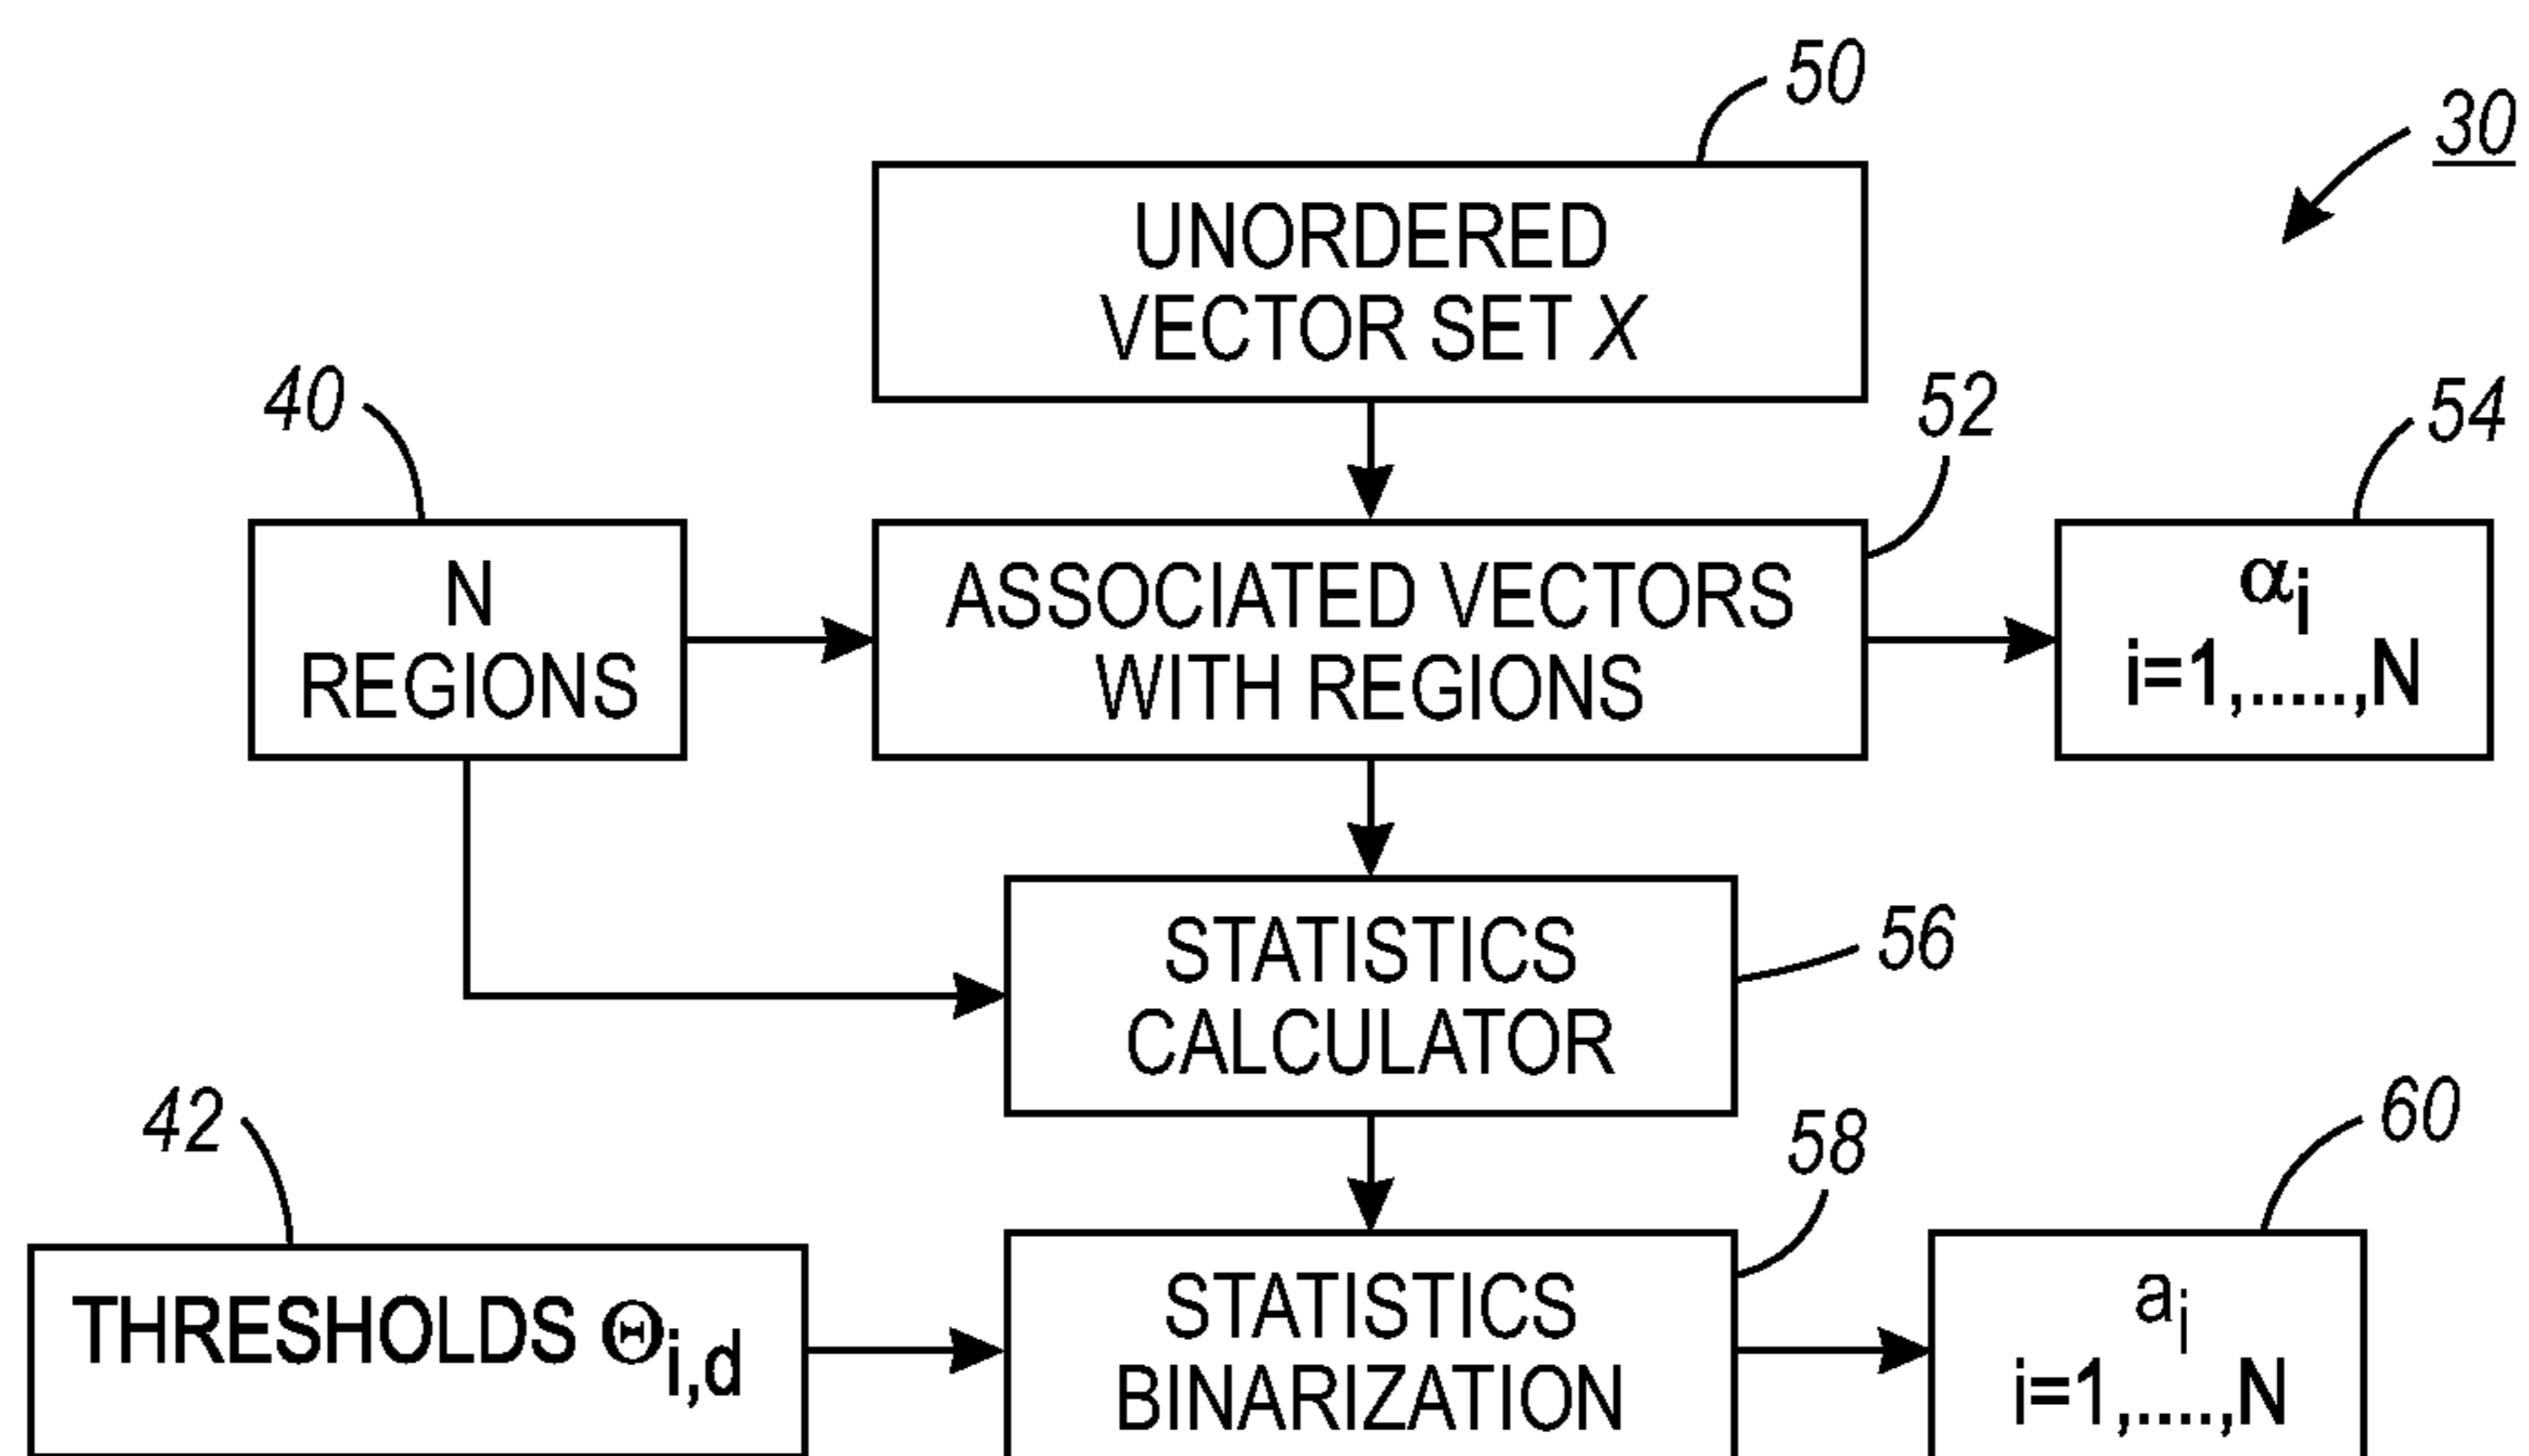 50
30
UNORDERED
VECTOR SET X
40
52
54
N
REGIONS
ASSOCIATED VECTORS
WITH REGIONS
αi
i=1,.....,N
STATISTICS
CALCULATOR
56
42
58
60
THRESHOLDS Θi,d
STATISTICS
BINARIZATION
ai
i=1,....,N